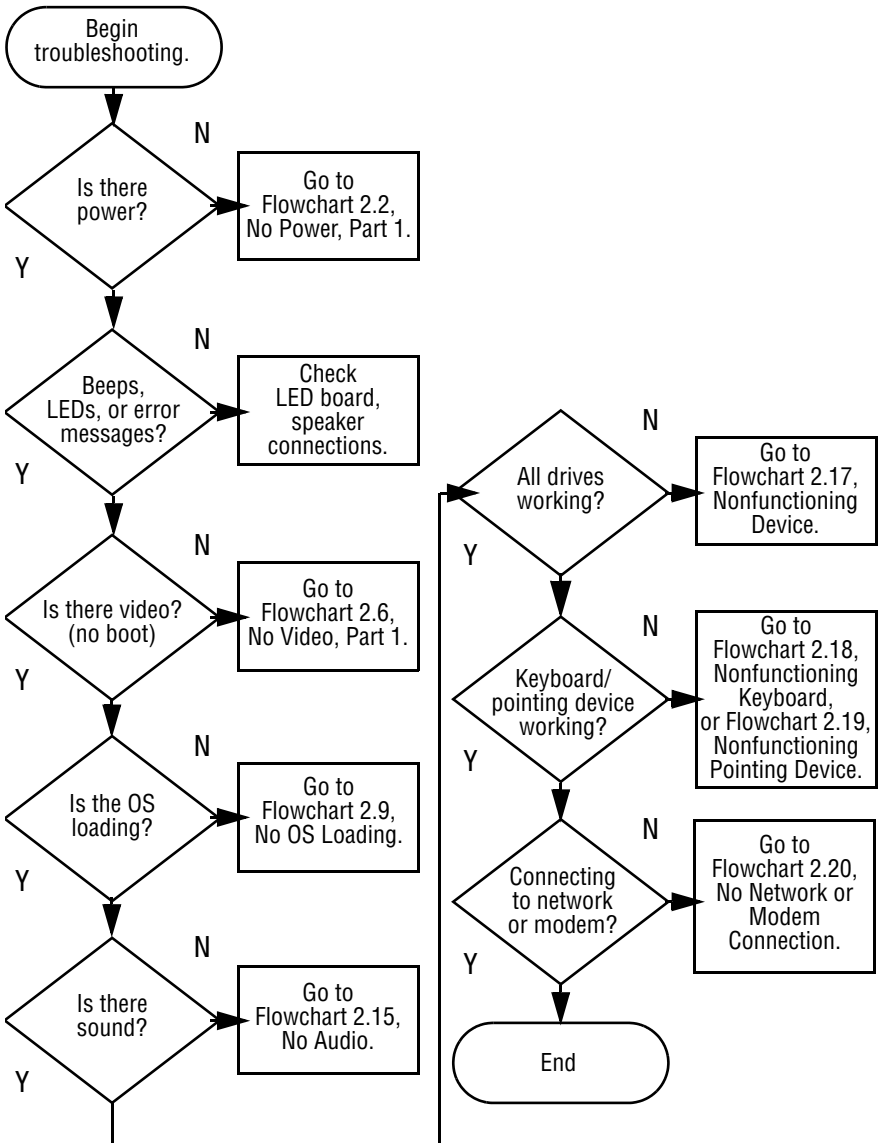 Begin
troubleshooting.
N
Is there
power?
Go to
Flowchart 2.2,
No Power, Part 1.
Y
N
Beeps,
LEDs, or error
messages?
Check
LED board,
speaker
connections.
Y
N
Is there video?
(no boot)
Go to
Flowchart 2.6,
No Video, Part 1.
Y
N
Is the OS
loading?
Go to
Flowchart 2.9,
No OS Loading.
Y
N
Is there
sound?
Go to
Flowchart 2.15,
No Audio.
Y
N
All drives
working?
Go to
Flowchart 2.17,
Nonfunctioning
Device.
Y
N
Keyboard/
pointing device
working?
Go to
Flowchart 2.18,
Nonfunctioning
Keyboard,
or Flowchart 2.19,
Nonfunctioning
Pointing Device.
Y
N
Connecting
to network
or modem?
Go to
Flowchart 2.20,
No Network or
Modem
Connection.
Y
End